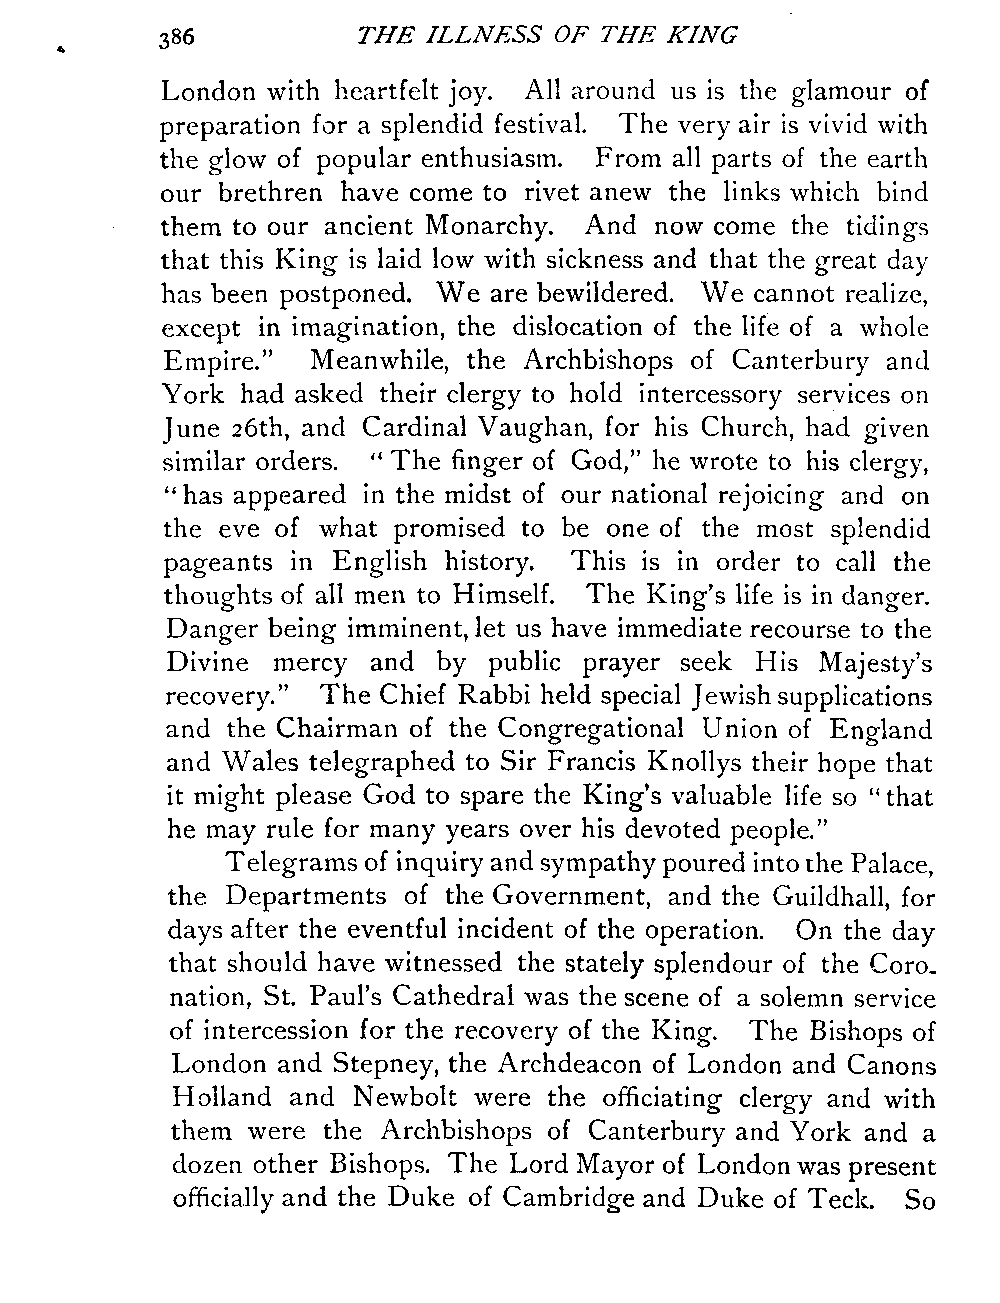 386 THE ILLNESS OF THE KING
London with heartfelt joy. All around us is the glamour of
preparation for a splendid festival. The very air is vivid with
the glow of popular enthusiasm. From all parts of the earth
our brethren have come to rivet anew the links which bind
them to our ancient Monarchy. And now come the tidings
that this King is laid low with sickness and that the great day
has been postponed. We are bewildered. We cannot realize,
except in imagination, the dislocation of the life of a whole
Empire.” Meanwhile, the Archbishops of Canterbury and
York had asked their clergy to hold intercessory services on
June 26th, and Cardinal Vaughan, for his Church, had given
similar orders. “The finger of God,” he wrote to his clergy,
“has appeared in the midst of our national rejoicing and on
the eve of what promised to be one of the most splendid
pageants in English history. This is in order to call the
thoughts of all men to Himself. The King’s life is in danger.
Danger being imminent, let us have immediate recourse to the
Divine mercy and by public prayer seek His Majesty’s
recovery.” The Chief Rabbi held special Jewish supplications
and the Chairman of the Congregational Union of England
and Wales telegraphed to Sir Francis Knollys their hope that
it might please God to spare the King’s valuable life so “that
he may rule for many years over his devoted people.”
Telegrams of inquiry and sympathy poured into the Palace,
the Departments of the Government, and the Guildhall, for
days after the eventful incident of the operation. On the day
that should have witnessed the stately splendour of the Coro-
nation, St. Paul’s Cathedral was the scene of a solemn service
of intercession for the recovery of the King. The Bishops of
London and Stepney, the Archdeacon of London and Canons
Holland and Newbolt were the officiating clergy and with
them were the Archbishops of Canterbury and York and a
dozen other Bishops. The Lord Mayor of London was present
officially and the Duke of Cambridge and Duke of Teck. So